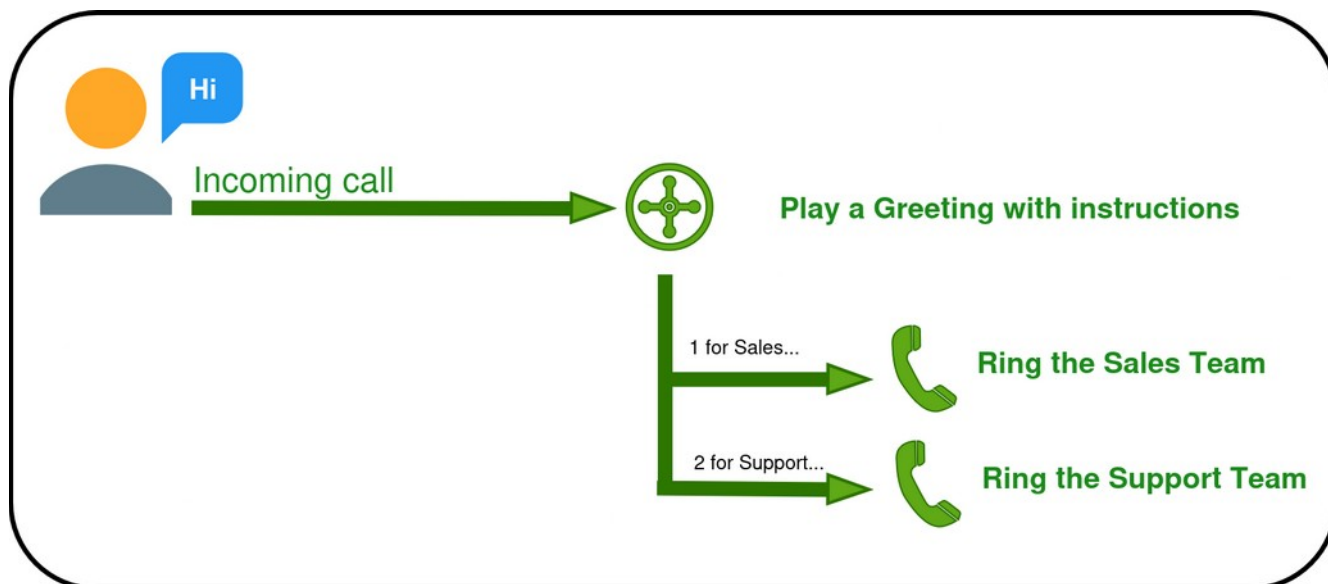 Hi
Incoming call
Play a Greeting with instructions
1 for Sales...
Ring the Sales Team
2 for Support...
Ring the Support Team